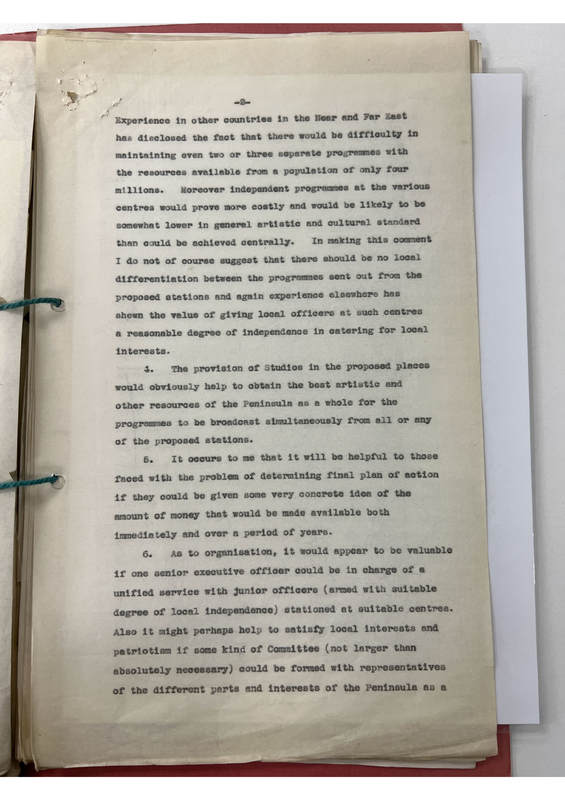 -2-
Experience in other countries in the Near and Far East
has disclosed the fact that there would be difficulty in
maintaining even two or three separate programmes with
the resources available from a population of only four
millions. Moreover independent programmes at the various
centres would prove more costly and would be likely to be
somewhat lower in general artistic and cultural standard
than could be achieved centrally. In making this comment
I do not of course suggest that there should be no local
differentiation between the programmes sent out from the
proposed stations and again experience elsewhere has
shewn the value of giving local officers at such centres
a reasonable degree of independence in catering for local
interests.
4. The provision of Studios in the proposed places
would obviously help to obtain the best artistic and
other resources of the Peninsula as a whole for the
programmes to be broadcast simultaneously from all or any
of the proposed stations.
5. It occurs to me that it will be helpful to those
faced with the problem of determining final plan of action
if they could be given some very concrete idea of the
amount of money that would be made available both
immediately and over a period of years.
6. As to organisation, it would appear to be valuable
if one senior executive officer could be in charge of a
unified service with junior officers (armed with suitable
degree of local independence) stationed at suitable centres.
Also it might perhaps help to satisfy local interests and
patriotism if some kind of Committee (not larger than
absolutely necessary) could be formed with representatives
of the different parts and interests of the Peninsula as a